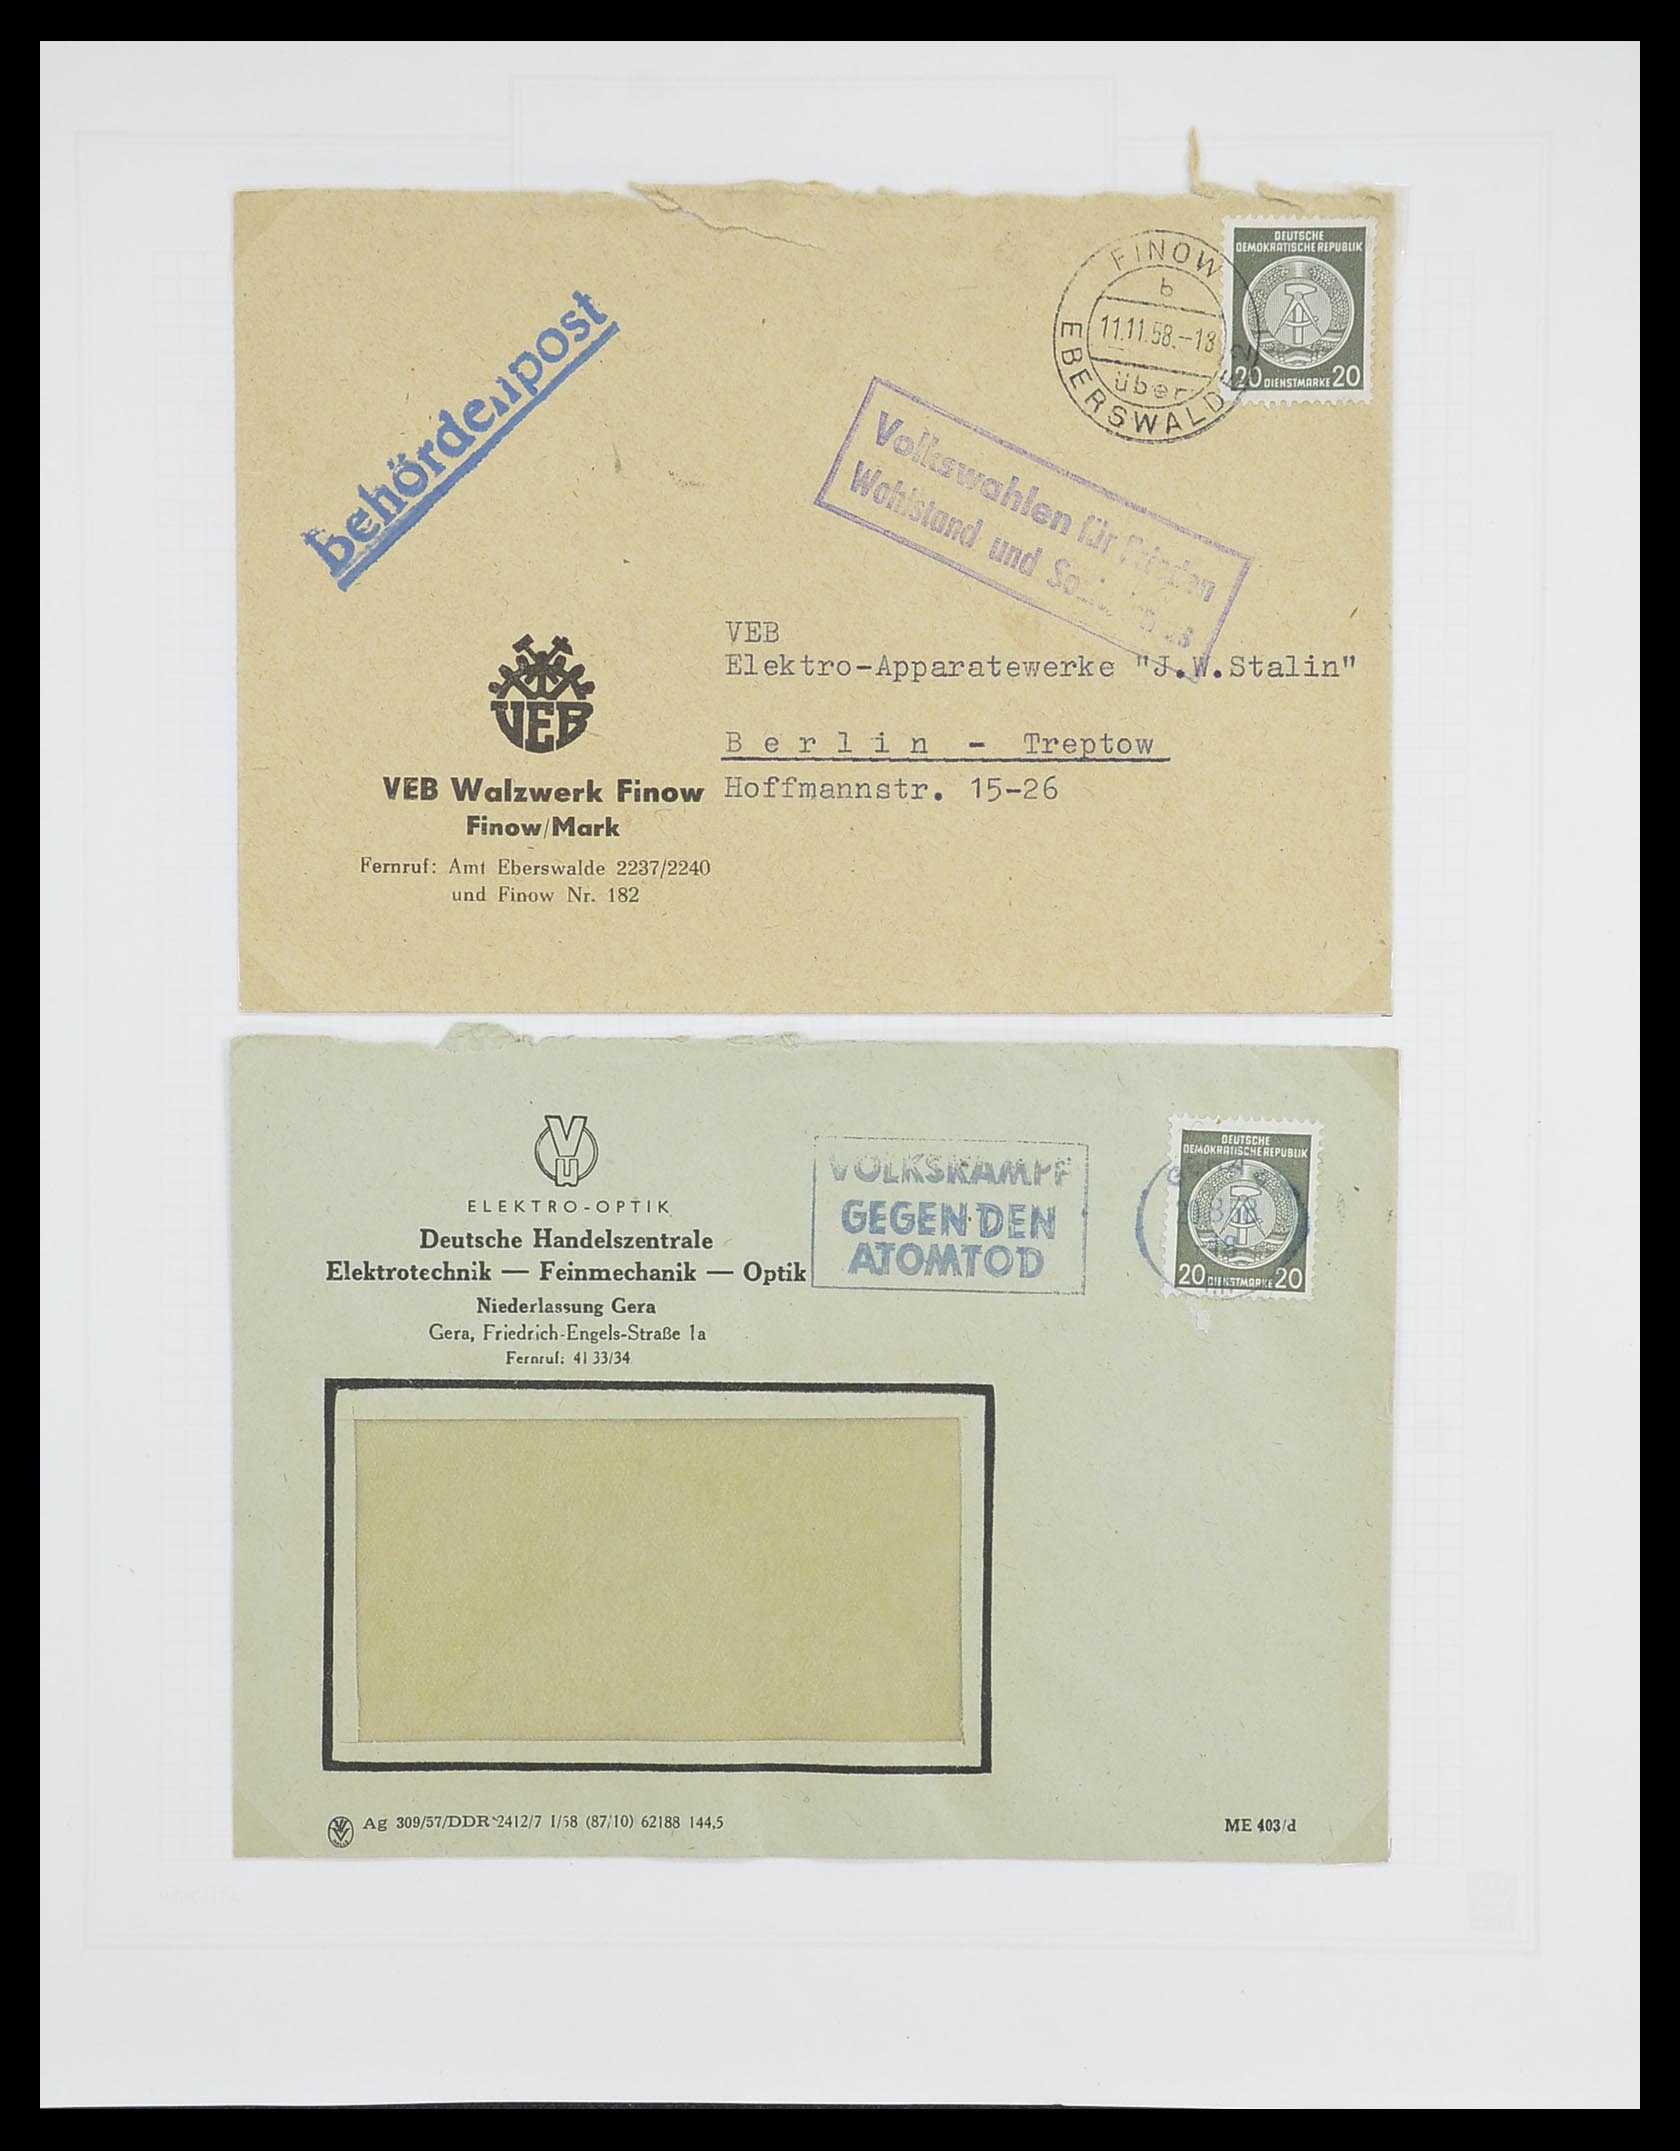 behördenpost
FINOW
b
11.11.58.-18
über
EBERSWALDE 2
DEUTSCHE
DEMOKRATISCHE REPUBLIK
20 DIENSTMARKE 20
Volkswahlen für Frieden
Wohlstand und
VEB
VEB Walzwerk Finow
Finow/Mark
Fernruf: Amt Eberswalde 2237/2240
und Finow Nr. 182
VEB
Elektro-Apparatewerke "J.W.Stalin"
Berlin - Treptow
Hoffmannstr. 15-26
Vu
ELEKTRO-OPTIK
Deutsche Handelszentrale
Elektrotechnik — Feinmechanik — Optik
Niederlassung Gera
Gera, Friedrich-Engels-Straße 1a
Fernruf: 41 33/34
VOLKSKAMPF
GEGEN DEN
ATOMTOD
DEUTSCHE
DEMOKRATISCHE REPUBLIK
20 DIENSTMARKE 20
Ag 309/57/DDR 2412/7 I/58 (87/10) 62188 144,5
ME 403/d